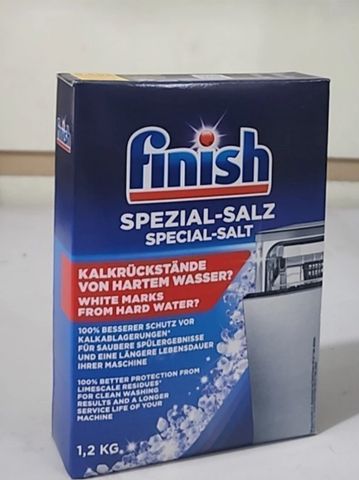 finish
SPEZIAL-SALZ
SPECIAL-SALT
KALKRÜCKSTÄNDE
VON HARTEM WASSER?
WHITE MARKS
FROM HARD WATER?
100% BESSERER SCHUTZ VOR
KALKABLAGERUNGEN*
FÜR SAUBERE SPÜLERGEBNISSE
UND EINE LÄNGERE LEBENSDAUER
IHRER MASCHINE
100% BETTER PROTECTION FROM
LIMESCALE RESIDUES*
FOR CLEAN WASHING
RESULTS AND A LONGER
SERVICE LIFE OF YOUR
MACHINE
1,2 KG